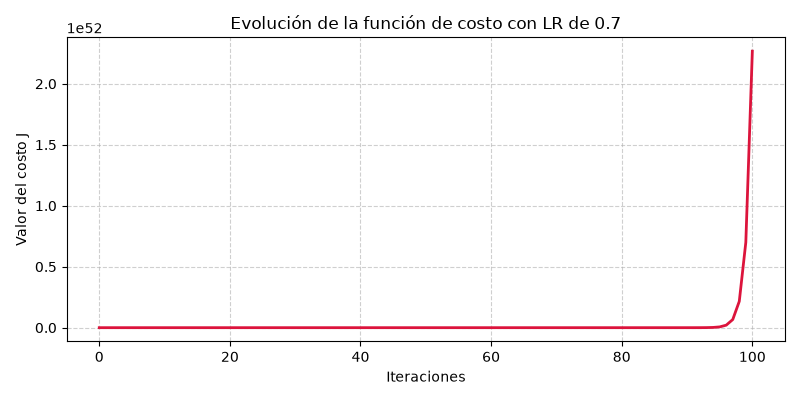 Evolución de la función de costo con LR de 0.7
1e52
2.0
1.5
1.0
0.5
0.0
Valor del costo J
0 20 40 60 80 100
Iteraciones